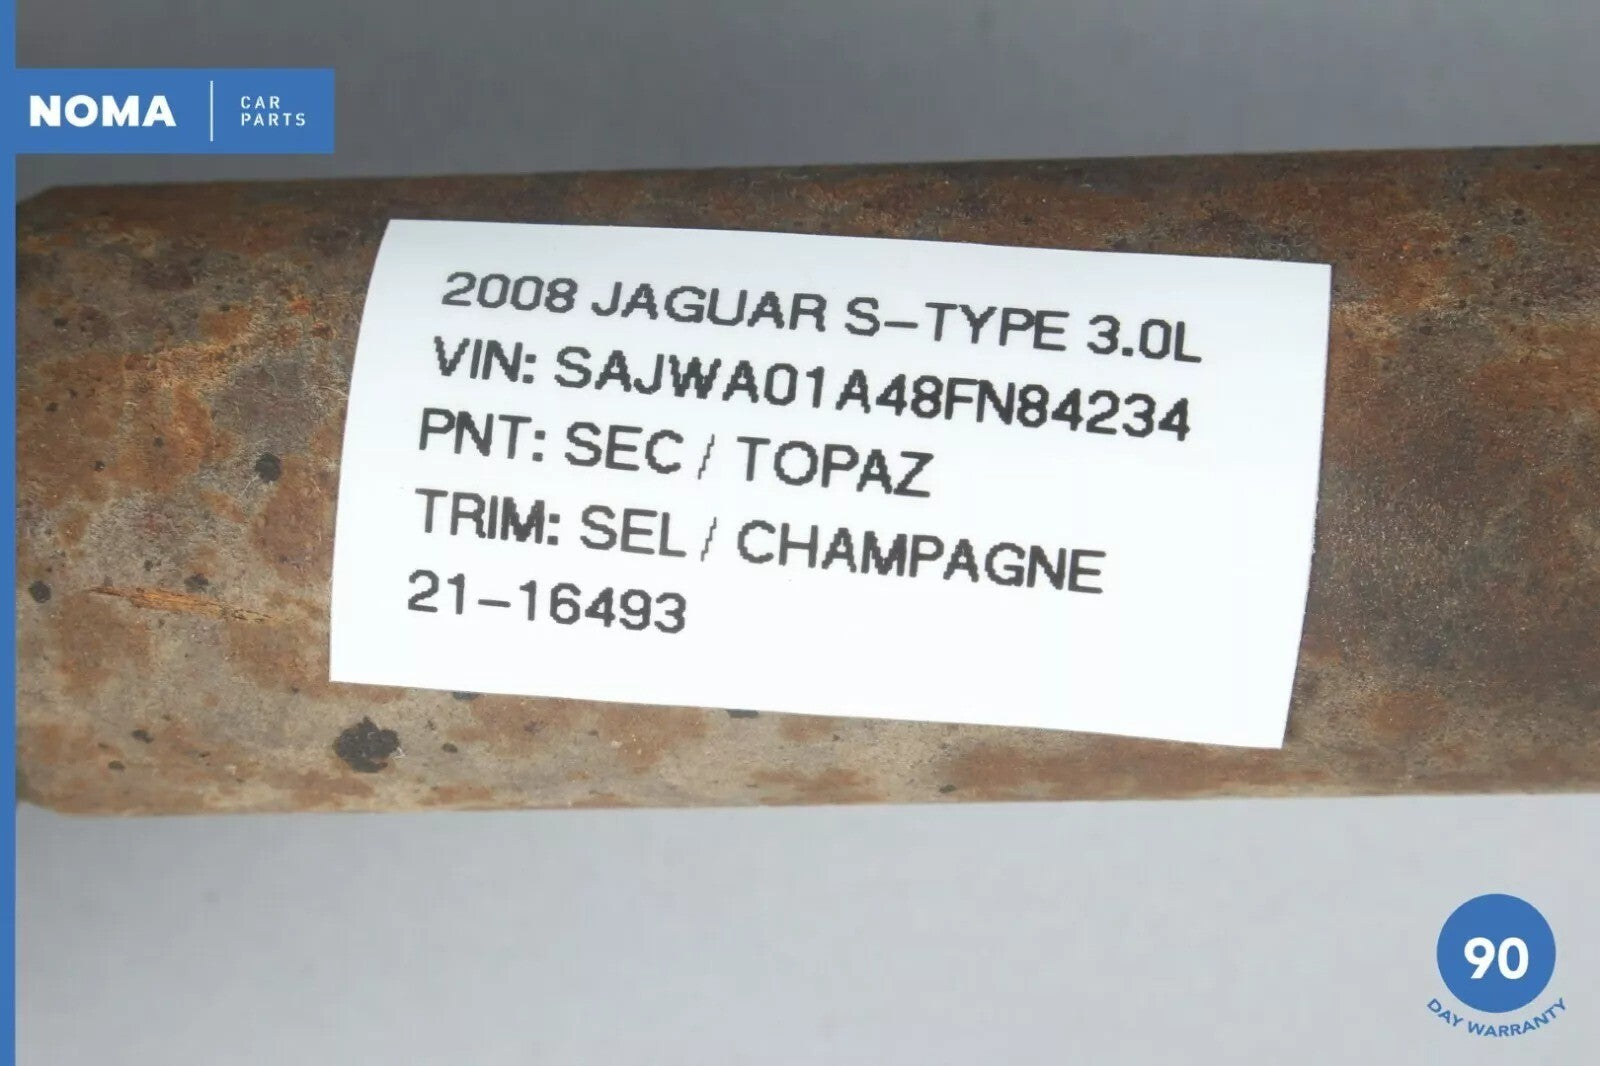 NOMA
CAR
PARTS
2008 JAGUAR S-TYPE 3.0L
VIN: SAJWA01A48FN84234
PNT: SEC / TOPAZ
TRIM: SEL / CHAMPAGNE
21-16493
90
DAY WARRANTY